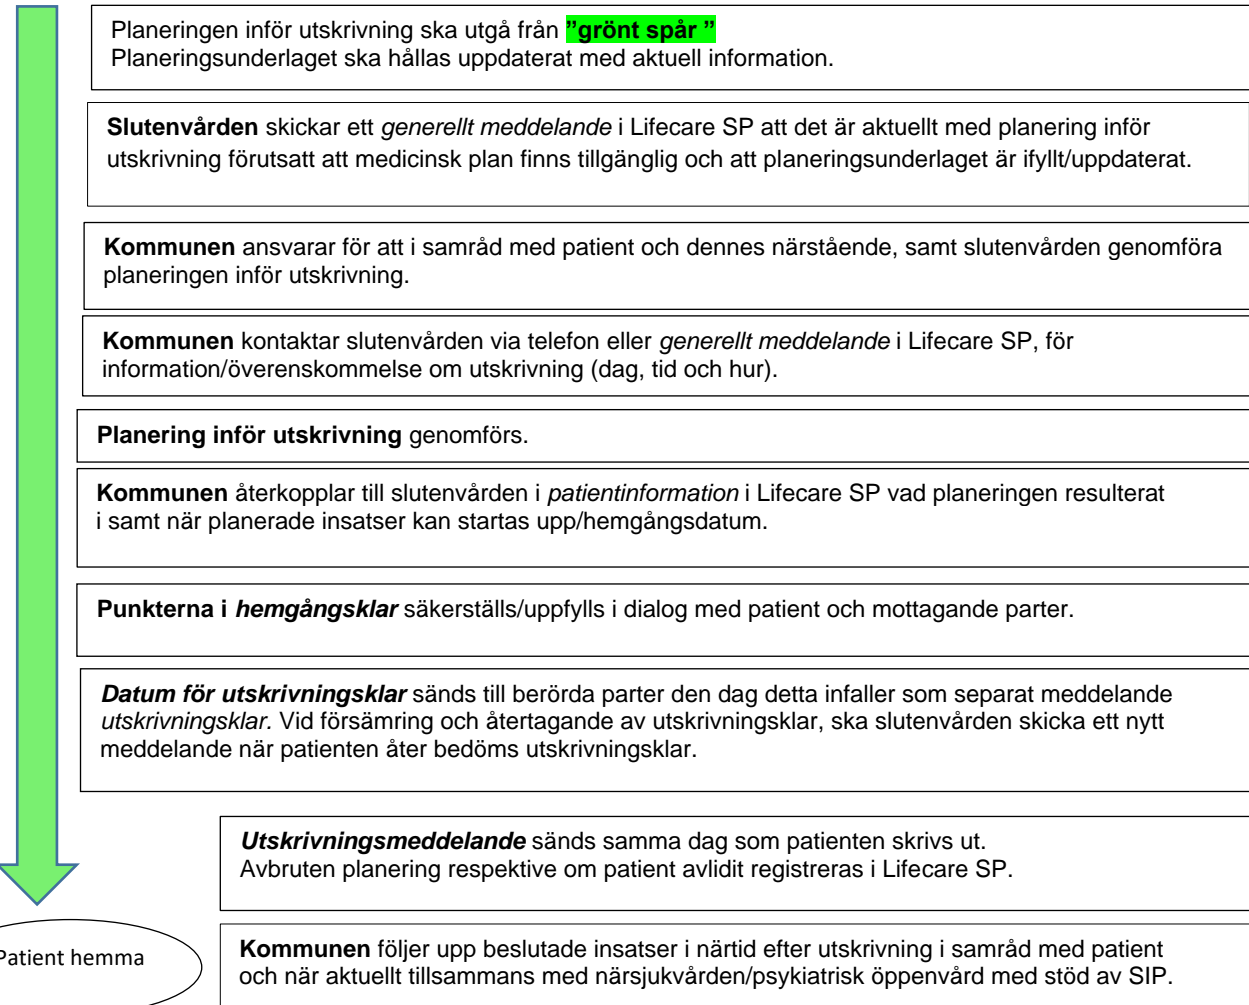 Planeringen inför utskrivning ska utgå från ”grönt spår ”
Planeringsunderlaget ska hållas uppdaterat med aktuell information.
Slutenvården skickar ett generellt meddelande i Lifecare SP att det är aktuellt med planering inför
utskrivning förutsatt att medicinsk plan finns tillgänglig och att planeringsunderlaget är ifyllt/uppdaterat.
Kommunen ansvarar för att i samråd med patient och dennes närstående, samt slutenvården genomföra
planeringen inför utskrivning.
Kommunen kontaktar slutenvården via telefon eller generellt meddelande i Lifecare SP, för
information/överenskommelse om utskrivning (dag, tid och hur).
Planering inför utskrivning genomförs.
Kommunen återkopplar till slutenvården i patientinformation i Lifecare SP vad planeringen resulterat
i samt när planerade insatser kan startas upp/hemgångsdatum.
Punkterna i hemgångsklar säkerställs/uppfylls i dialog med patient och mottagande parter.
Datum för utskrivningsklar sänds till berörda parter den dag detta infaller som separat meddelande
utskrivningsklar. Vid försämring och återtagande av utskrivningsklar, ska slutenvården skicka ett nytt
meddelande när patienten åter bedöms utskrivningsklar.
Utskrivningsmeddelande sänds samma dag som patienten skrivs ut.
Avbruten planering respektive om patient avlidit registreras i Lifecare SP.
Patient hemma
Kommunen följer upp beslutade insatser i närtid efter utskrivning i samråd med patient
och när aktuellt tillsammans med närsjukvården/psykiatrisk öppenvård med stöd av SIP.